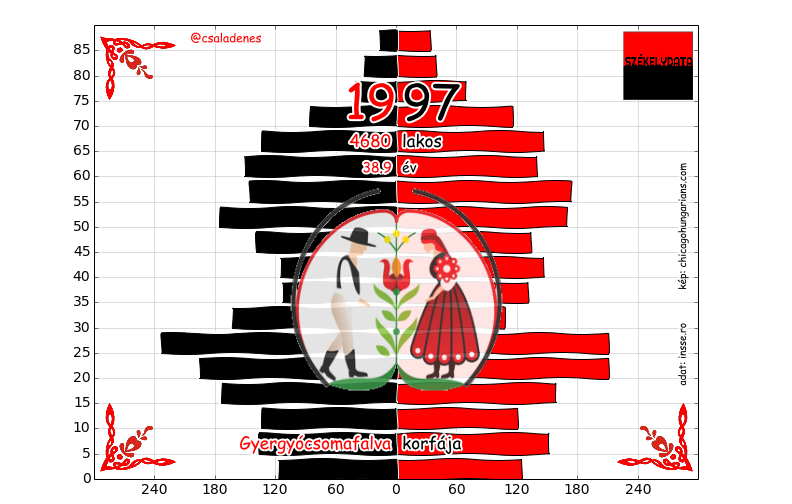 @csaladenes
SZÉKELYDATA
1997
4680 lakos
38.9 év
kép: chicagohungarians.com
adat: insse.ro
Gyergyócsomafalva korfája
85
80
75
70
65
60
55
50
45
40
35
30
25
20
15
10
5
0
240 180 120 60 0 60 120 180 240